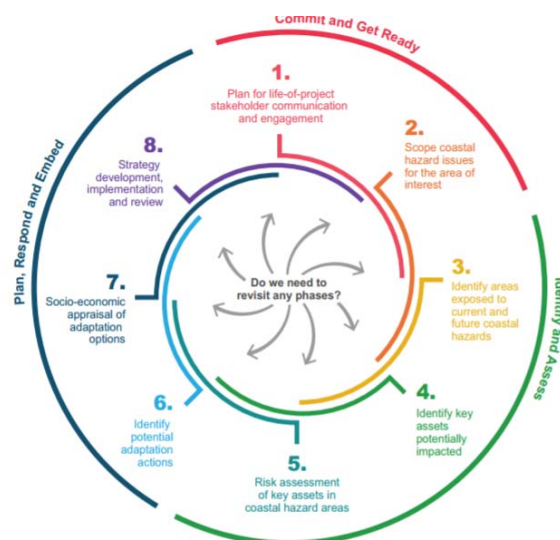 Commit and Get Ready
1.
Plan for life-of-project
stakeholder communication
and engagement
2.
Scope coastal
hazard issues
for the area of
interest
Identify and Assess
3.
Identify areas
exposed to
current and
future coastal
hazards
4.
Identify key
assets
potentially
impacted
5.
Risk assessment
of key assets in
coastal hazard areas
Plan, Respond and Embed
6.
Identify
potential
adaptation
actions
7.
Socio-economic
appraisal of
adaptation
options
8.
Strategy
development,
implementation
and review
Do we need to
revisit any phases?